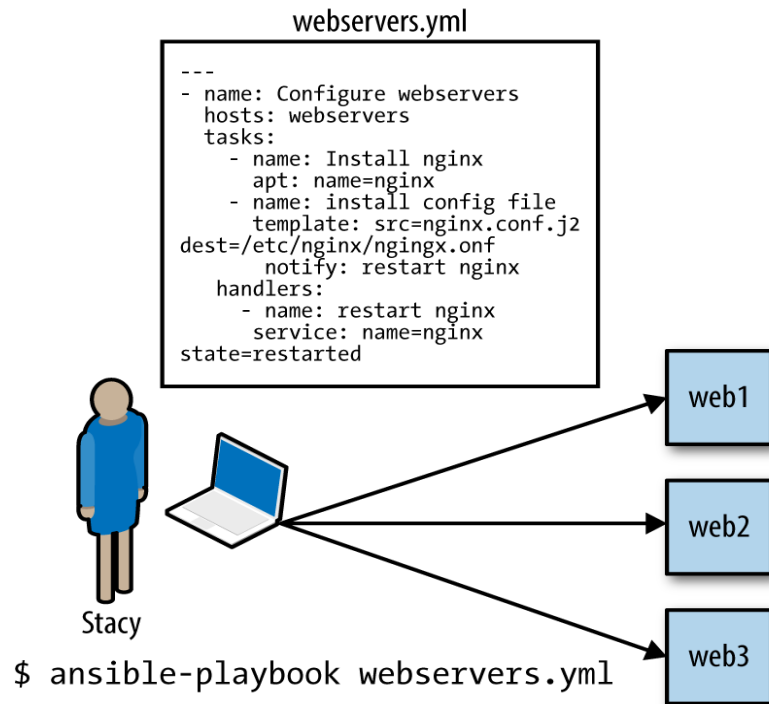 webservers.yml
---
- name: Configure webservers
  hosts: webservers
  tasks:
    - name: Install nginx
      apt: name=nginx
    - name: install config file
      template: src=nginx.conf.j2
dest=/etc/nginx/ngingx.onf
       notify: restart nginx
   handlers:
     - name: restart nginx
      service: name=nginx
state=restarted
web1
web2
web3
Stacy
$ ansible-playbook webservers.yml